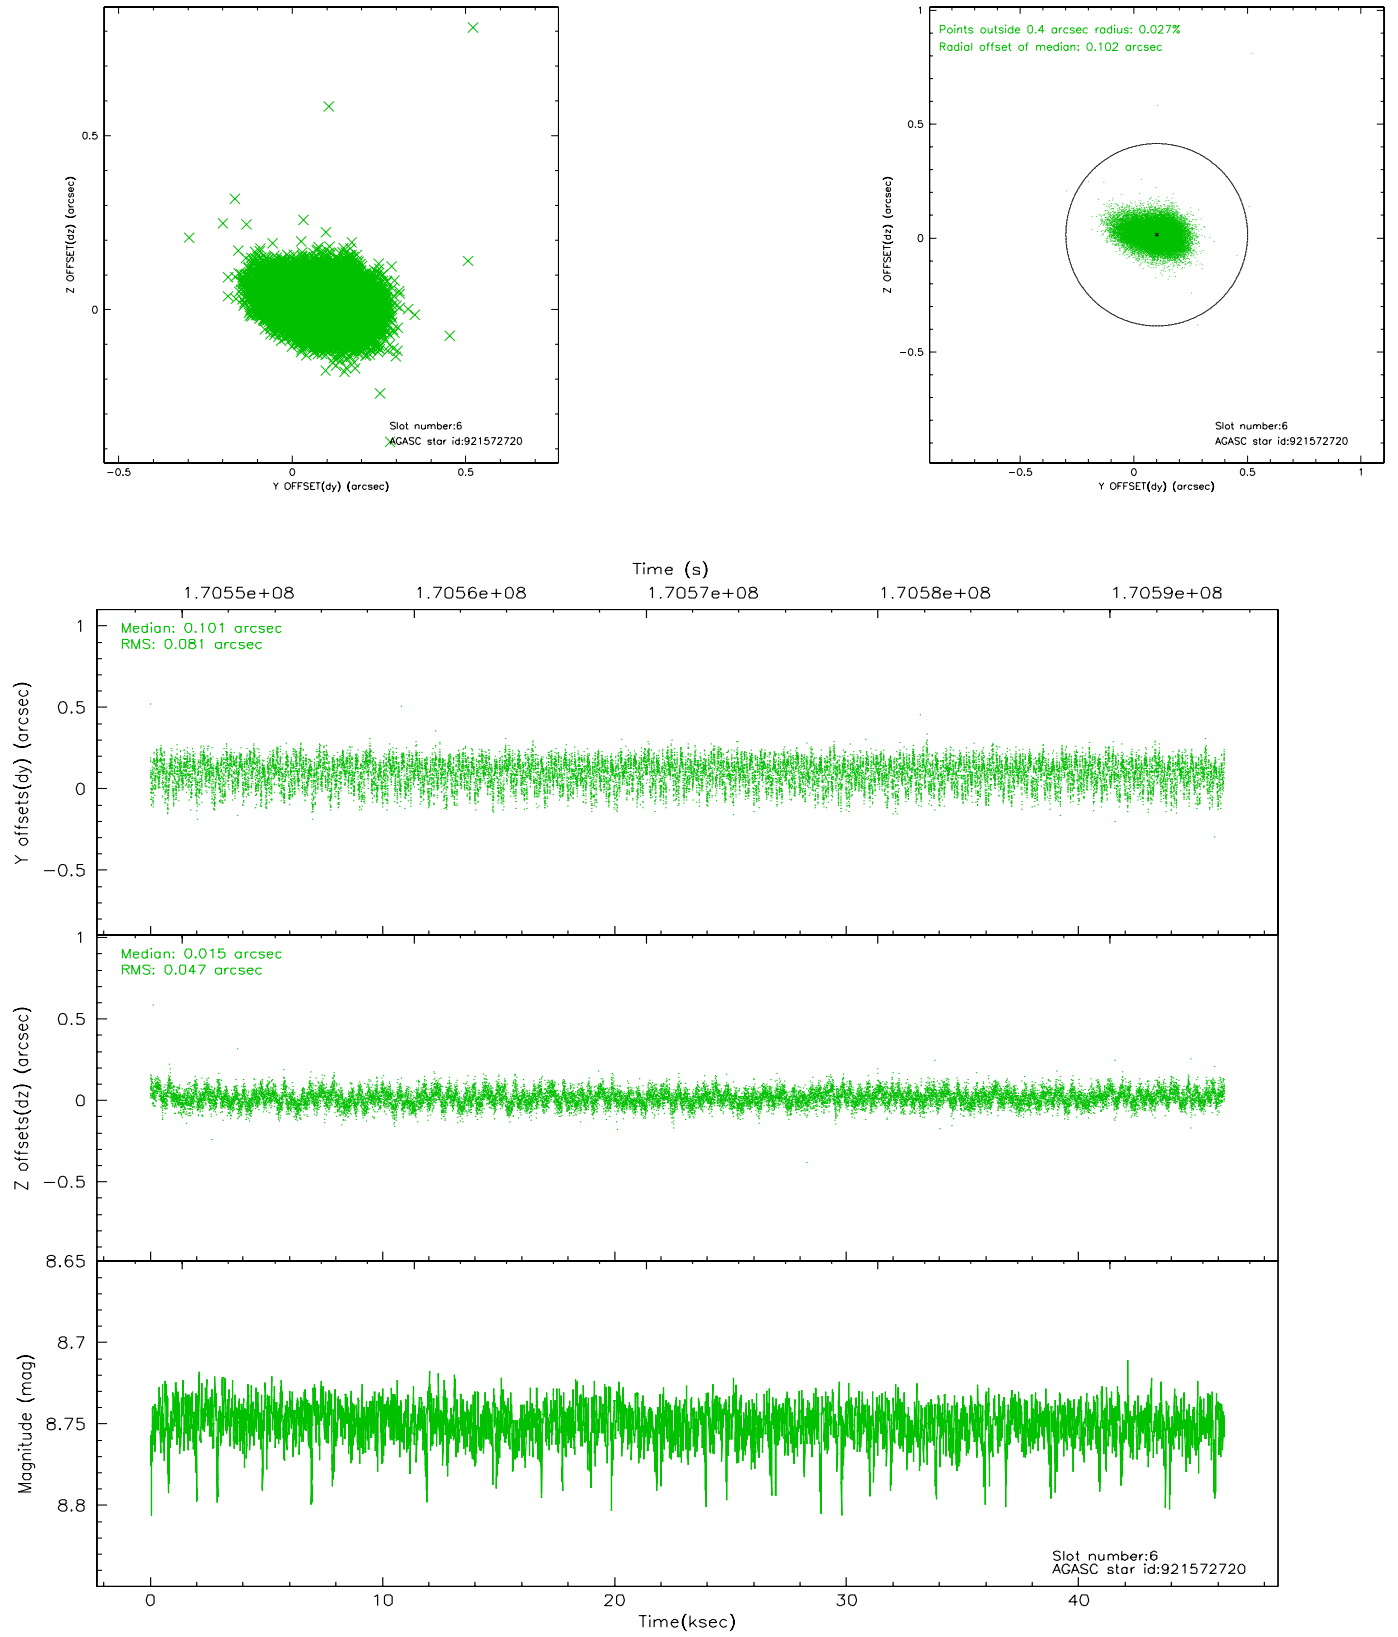 0.5
0
Z OFFSET(dz) (arcsec)
Slot number:6
AGASC star id:921572720
−0.5 0 0.5
Y OFFSET(dy) (arcsec)
1
0.5
0
−0.5
Z OFFSET(dz) (arcsec)
Points outside 0.4 arcsec radius: 0.027%
Radial offset of median: 0.102 arcsec
Slot number:6
AGASC star id:921572720
−0.5 0 0.5 1
Y OFFSET(dy) (arcsec)
Time (s)
1.7055e+08 1.7056e+08 1.7057e+08 1.7058e+08 1.7059e+08
Median: 0.101 arcsec
RMS: 0.081 arcsec
1
0.5
0
−0.5
Y offsets(dy) (arcsec)
Median: 0.015 arcsec
RMS: 0.047 arcsec
1
0.5
0
−0.5
Z offsets(dz) (arcsec)
8.65
8.7
8.75
8.8
Magnitude (mag)
Slot number:6
AGASC star id:921572720
0 10 20 30 40
Time(ksec)